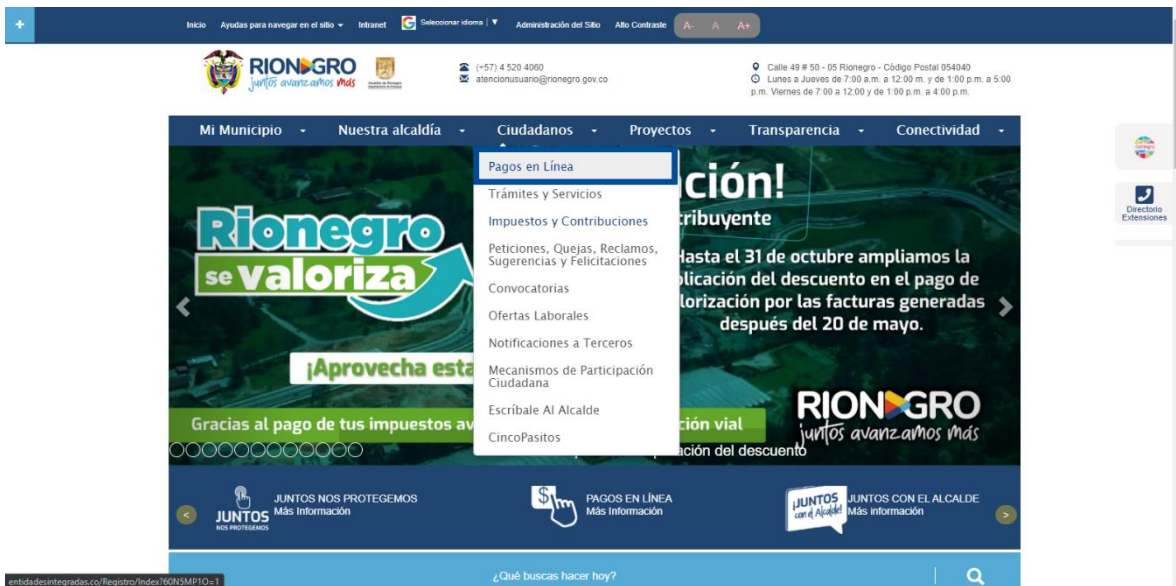 Inicio Ayudas para navegar en el sitio Intranet Seleccionar idioma | ▼ Administración del Sitio Alto Contraste A- A A+
RIONEGRO
juntos avanzamos más
(+57) 4 520 4060
atencionusuario@rionegro.gov.co
Calle 49 # 50 - 05 Rionegro - Código Postal 054040
Lunes a Jueves de 7:00 a.m. a 12:00 m. y de 1:00 p.m. a 5:00
p.m. Viernes de 7:00 a 12:00 y de 1:00 p.m. a 4:00 p.m.
Mi Municipio Nuestra alcaldía Ciudadanos Proyectos Transparencia Conectividad
Pagos en Línea
Trámites y Servicios
Impuestos y Contribuciones
Peticiones, Quejas, Reclamos,
Sugerencias y Felicitaciones
Convocatorias
Ofertas Laborales
Notificaciones a Terceros
Mecanismos de Participación
Ciudadana
Escríbale Al Alcalde
CincoPasitos
Rionegro
se valoriza
¡Aprovecha esta
ción!
tribuyente
Hasta el 31 de octubre ampliamos la
plicación del descuento en el pago de
lorización por las facturas generadas
después del 20 de mayo.
Gracias al pago de tus impuestos av
ción vial
RIONEGRO
juntos avanzamos más
ación del descuento
Directorio
Extensiones
JUNTOS
NOS PROTEGEMOS
JUNTOS NOS PROTEGEMOS
Más Información
PAGOS EN LÍNEA
Más Información
¡JUNTOS
con el Alcalde!
JUNTOS CON EL ALCALDE
Más información
¿Qué buscas hacer hoy?
entidadesintegradas.co/Registro/Index?60N5MP1O=1